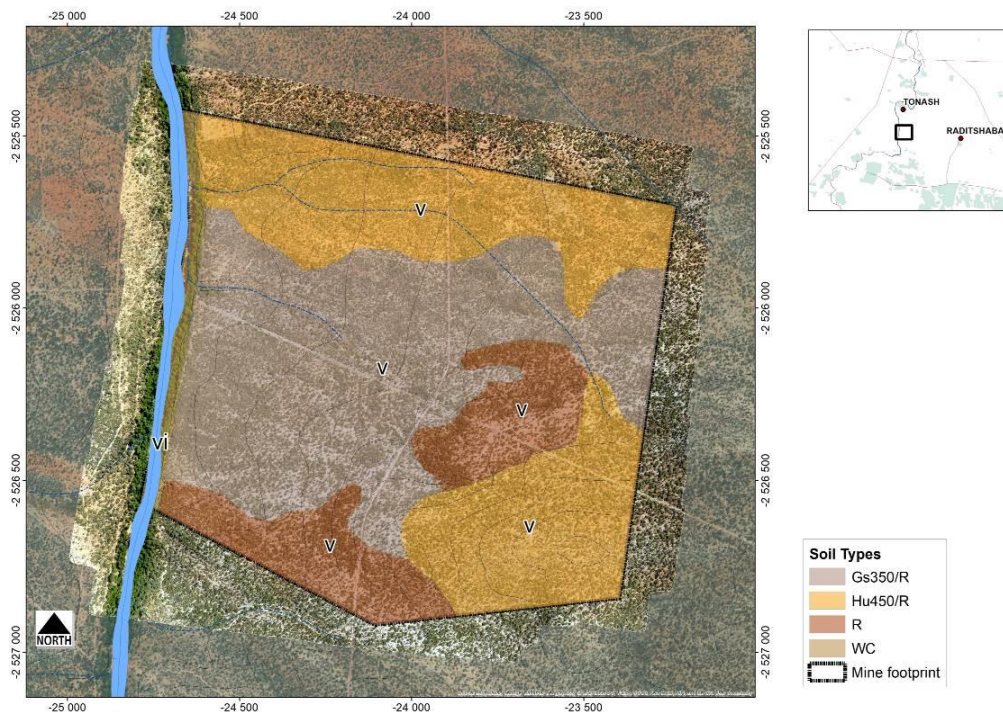 -25 000
-24 500
-24 000
-23 500
-2 525 500
-2 525 500
-2 526 000
-2 526 000
-2 526 500
-2 526 500
-2 527 000
-2 527 000
V
V
V
Vi
V
V
NORTH
-25 000
-24 500
-24 000
-23 500
TONASH
RADITSHABA
Soil Types
Gs350/R
Hu450/R
R
WC
Mine footprint